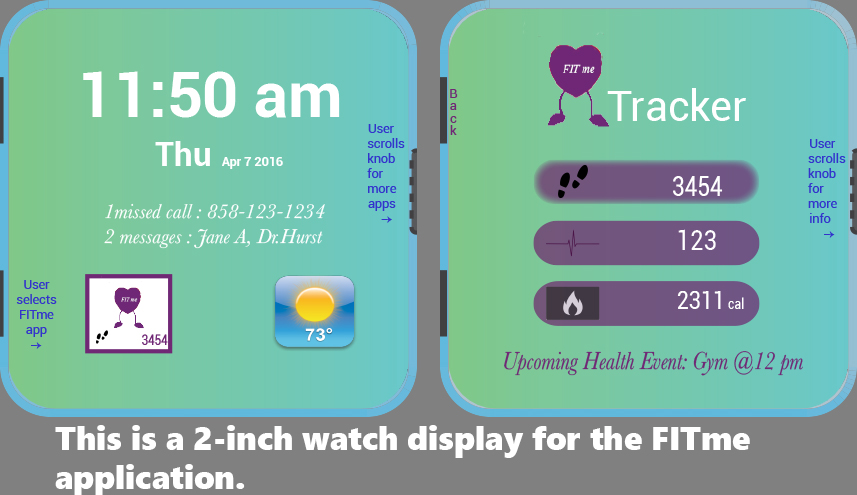 11:50 am
Thu Apr 7 2016
User
scrolls
knob
for
more
apps
→
1missed call : 858-123-1234
2 messages : Jane A, Dr.Hurst
User
selects
FITme
app
→
FIT me
3454
73°
B
a
c
k
FIT me
Tracker
User
scrolls
knob
for
more
info
→
3454
123
2311 cal
Upcoming Health Event: Gym @12 pm
This is a 2-inch watch display for the FITme
application.